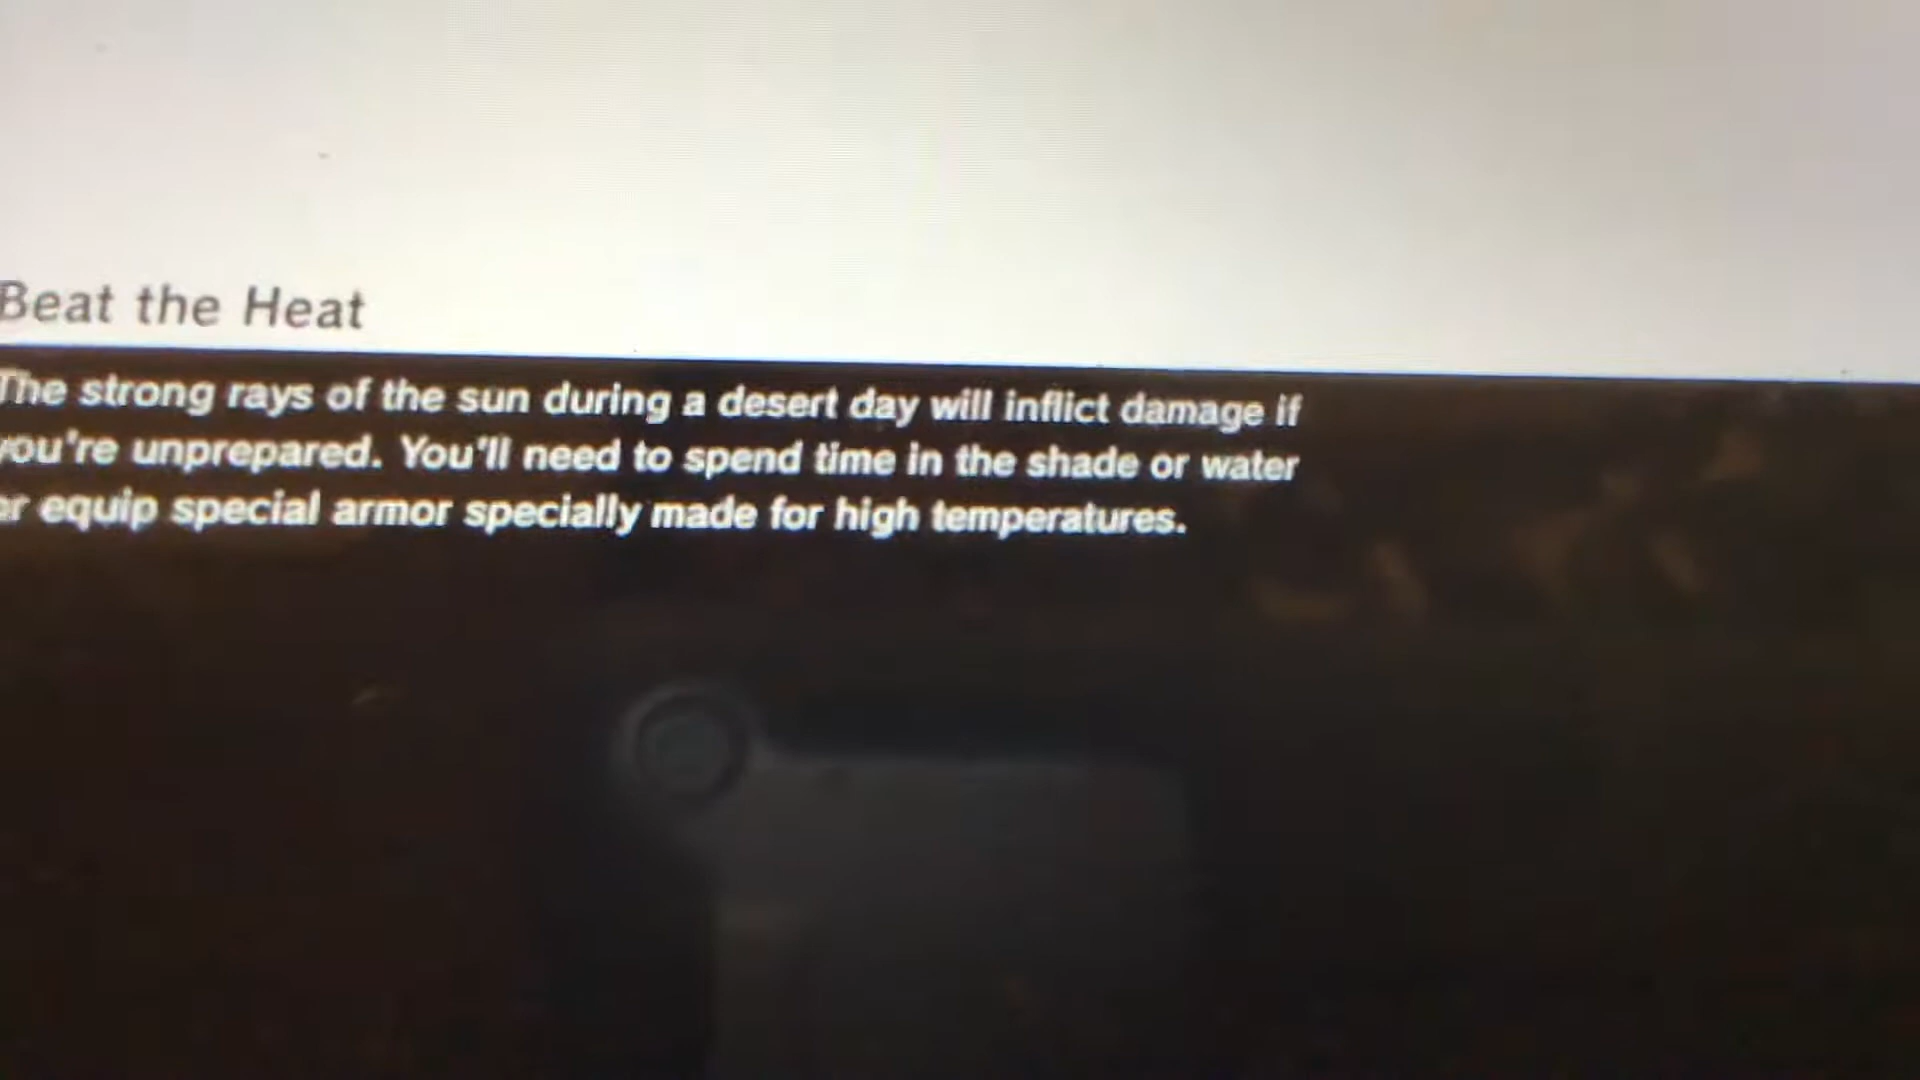 Beat the Heat
The strong rays of the sun during a desert day will inflict damage if
you're unprepared. You'll need to spend time in the shade or water
or equip special armor specially made for high temperatures.